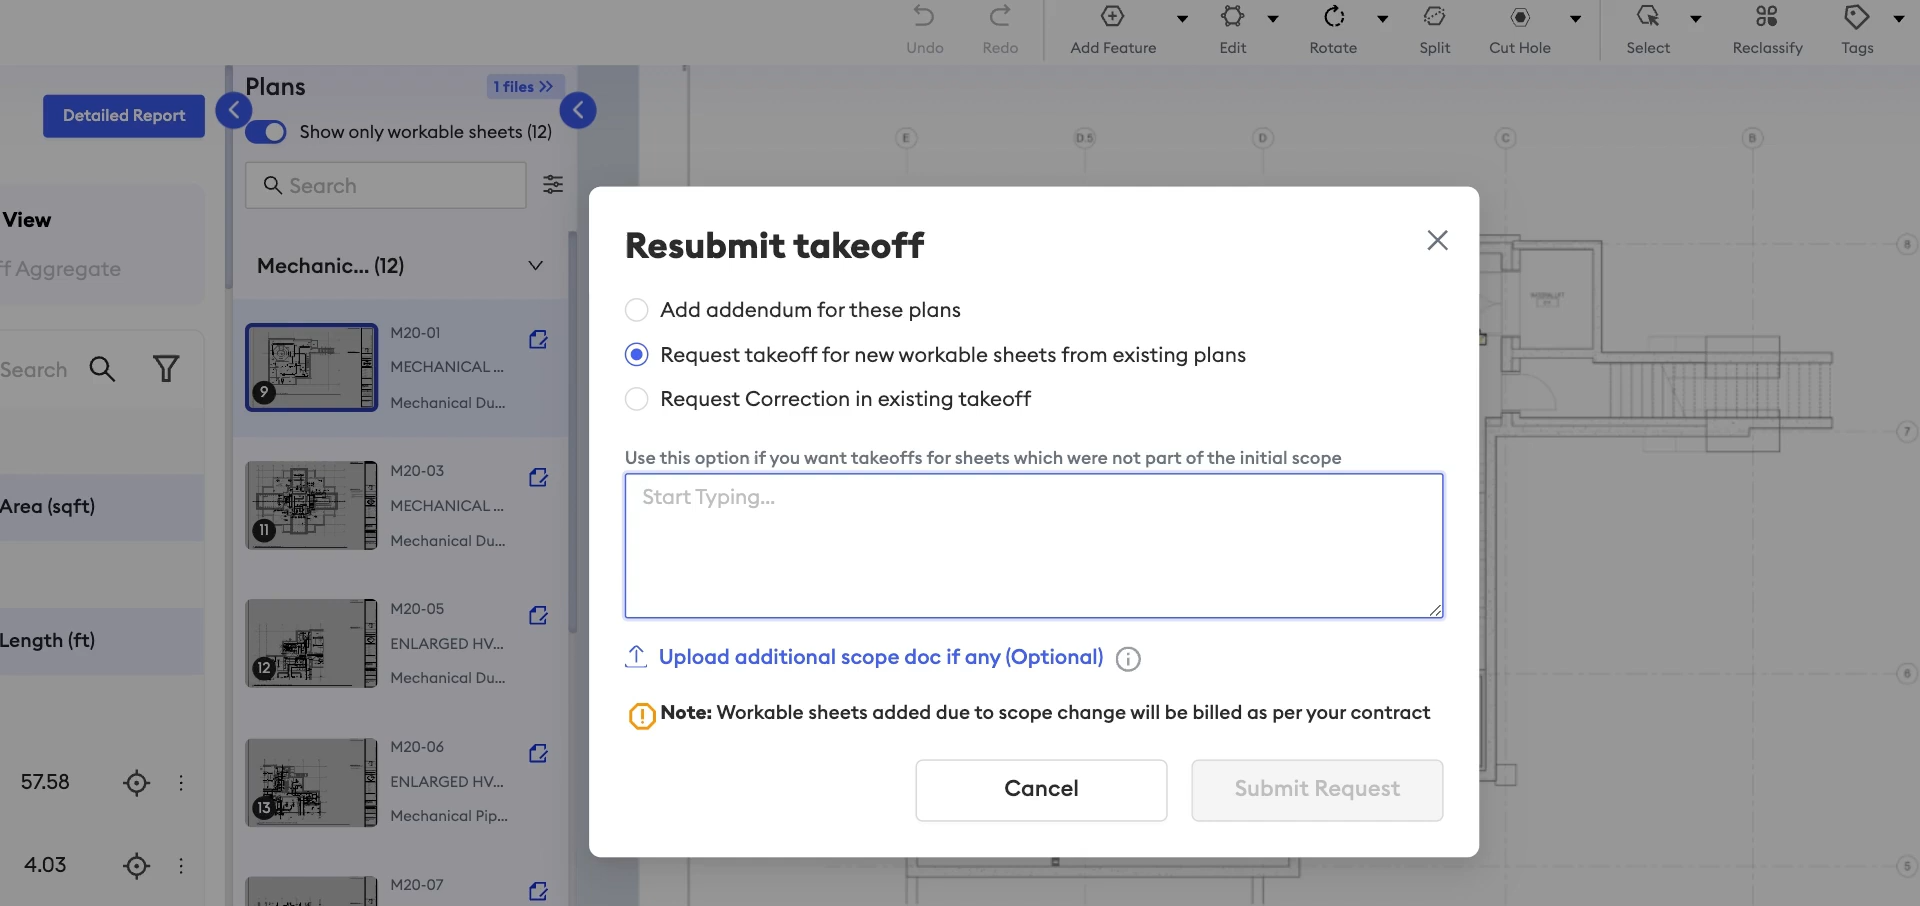 Undo
Redo
Add Feature
Edit
Rotate
Split
Cut Hole
Select
Reclassify
Tags
Detailed Report
View
ff Aggregate
Search
Area (sqft)
Length (ft)
57.58
4.03
Plans
1 files
Show only workable sheets (12)
Search
Mechanic... (12)
9
M20-01
MECHANICAL ...
Mechanical Du...
11
M20-03
MECHANICAL ...
Mechanical Du...
12
M20-05
ENLARGED HV...
Mechanical Du...
13
M20-06
ENLARGED HV...
Mechanical Pip...
M20-07
E
D.5
D
C
B
8
7
6
5
Resubmit takeoff
Add addendum for these plans
Request takeoff for new workable sheets from existing plans
Request Correction in existing takeoff
Use this option if you want takeoffs for sheets which were not part of the initial scope
Start Typing...
Upload additional scope doc if any (Optional)
Note: Workable sheets added due to scope change will be billed as per your contract
Cancel
Submit Request